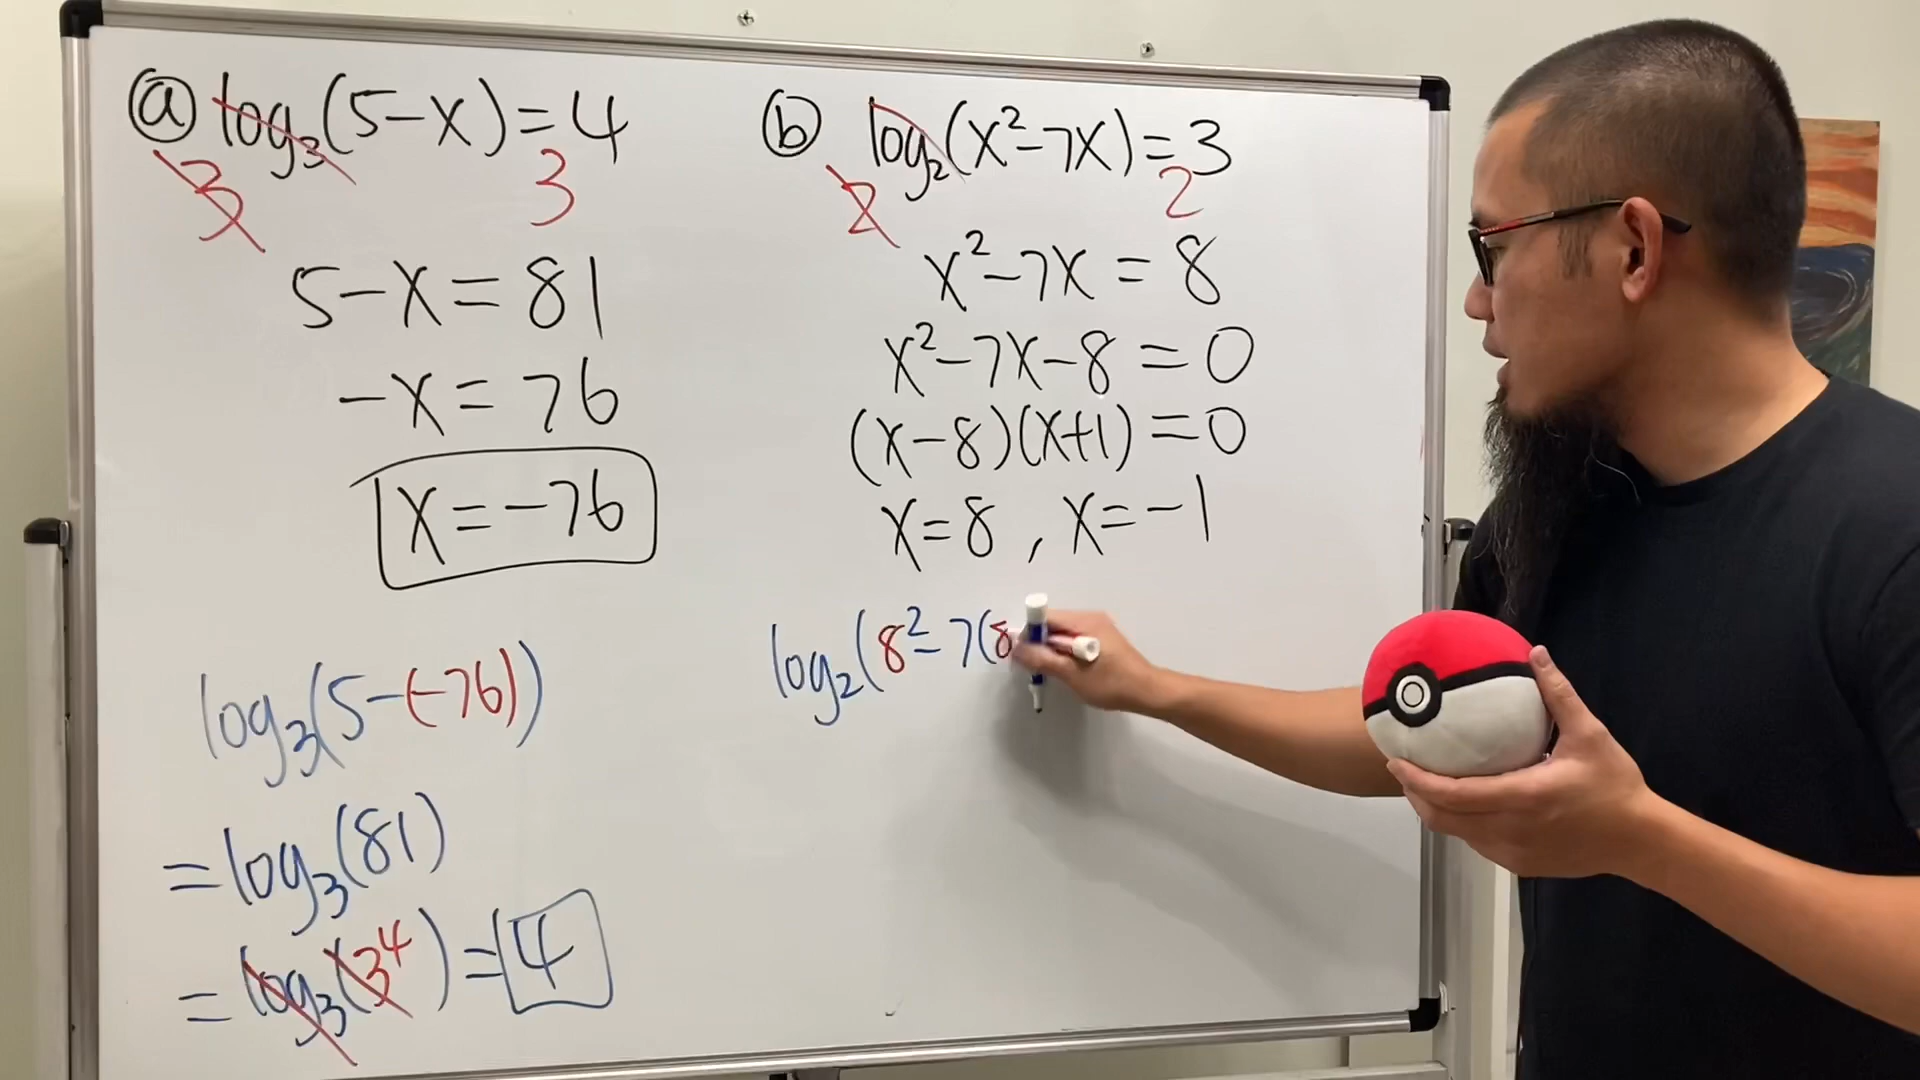 ⓐ log₃(5-x)=4
3 3
5-x=81
-x=76
x=-76
log₃(5-(-76))
=log₃(81)
=log₃(3⁴)=4
ⓑ log₂(x²-7x)=3
2 2
x²-7x=8
x²-7x-8=0
(x-8)(x+1)=0
x=8, x=-1
log₂(8²-7(8